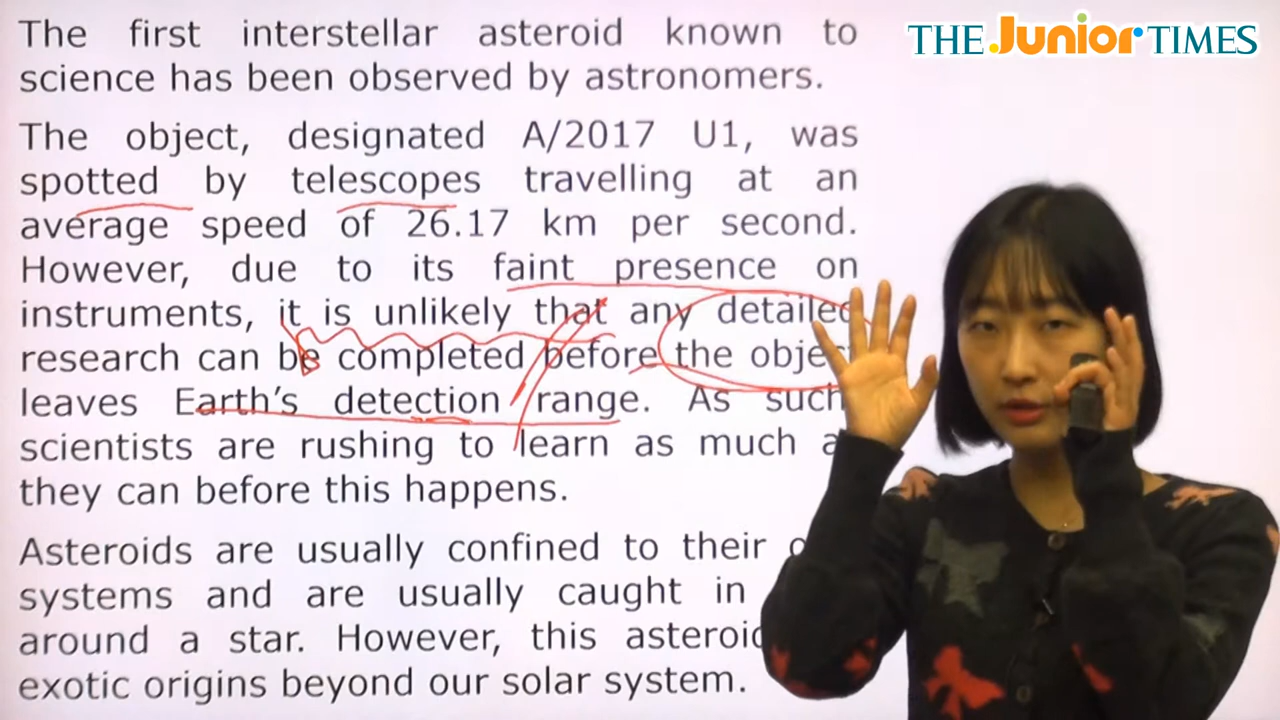 THE Junior TIMES
The first interstellar asteroid known to
science has been observed by astronomers.
The object, designated A/2017 U1, was
spotted by telescopes travelling at an
average speed of 26.17 km per second.
However, due to its faint presence on
instruments, it is unlikely that any detailed
research can be completed before the object
leaves Earth's detection range. As such
scientists are rushing to learn as much a
they can before this happens.
Asteroids are usually confined to their
systems and are usually caught in
around a star. However, this asteroid
exotic origins beyond our solar system.